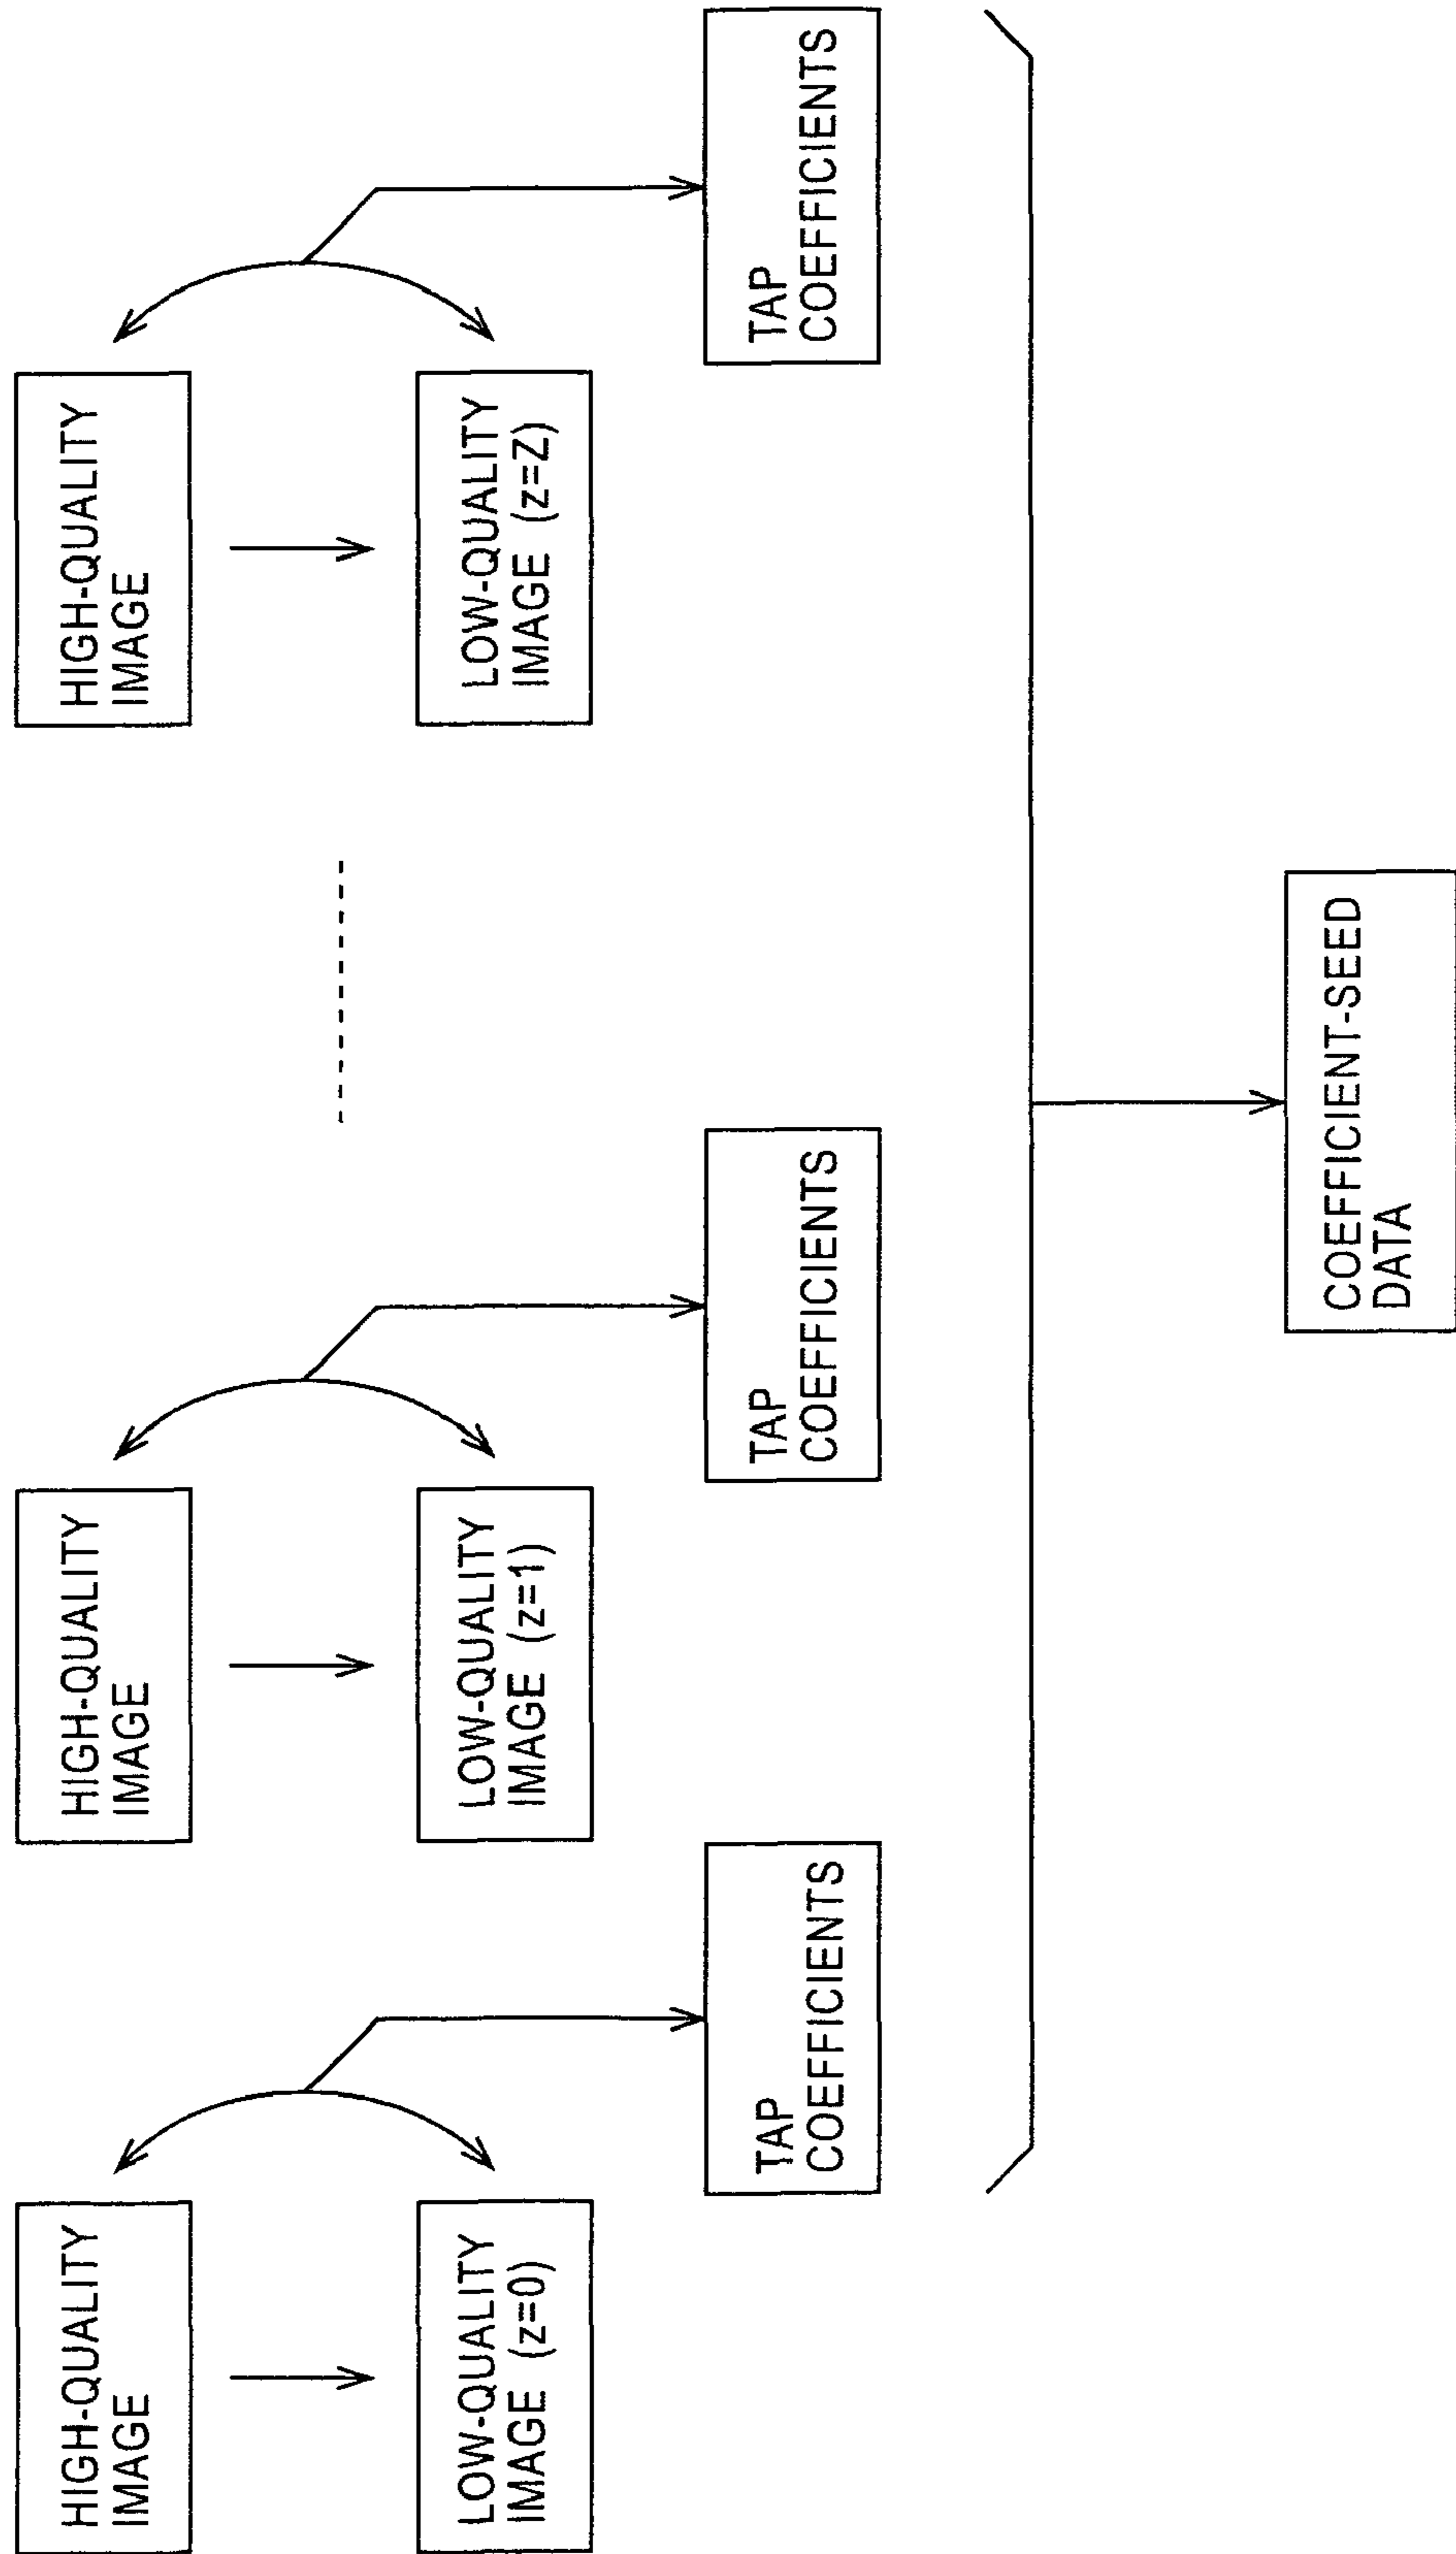 HIGH-QUALITY
IMAGE
LOW-QUALITY
IMAGE (z=0)
TAP
COEFFICIENTS
HIGH-QUALITY
IMAGE
LOW-QUALITY
IMAGE (z=1)
TAP
COEFFICIENTS
HIGH-QUALITY
IMAGE
LOW-QUALITY
IMAGE (z=Z)
TAP
COEFFICIENTS
COEFFICIENT-SEED
DATA